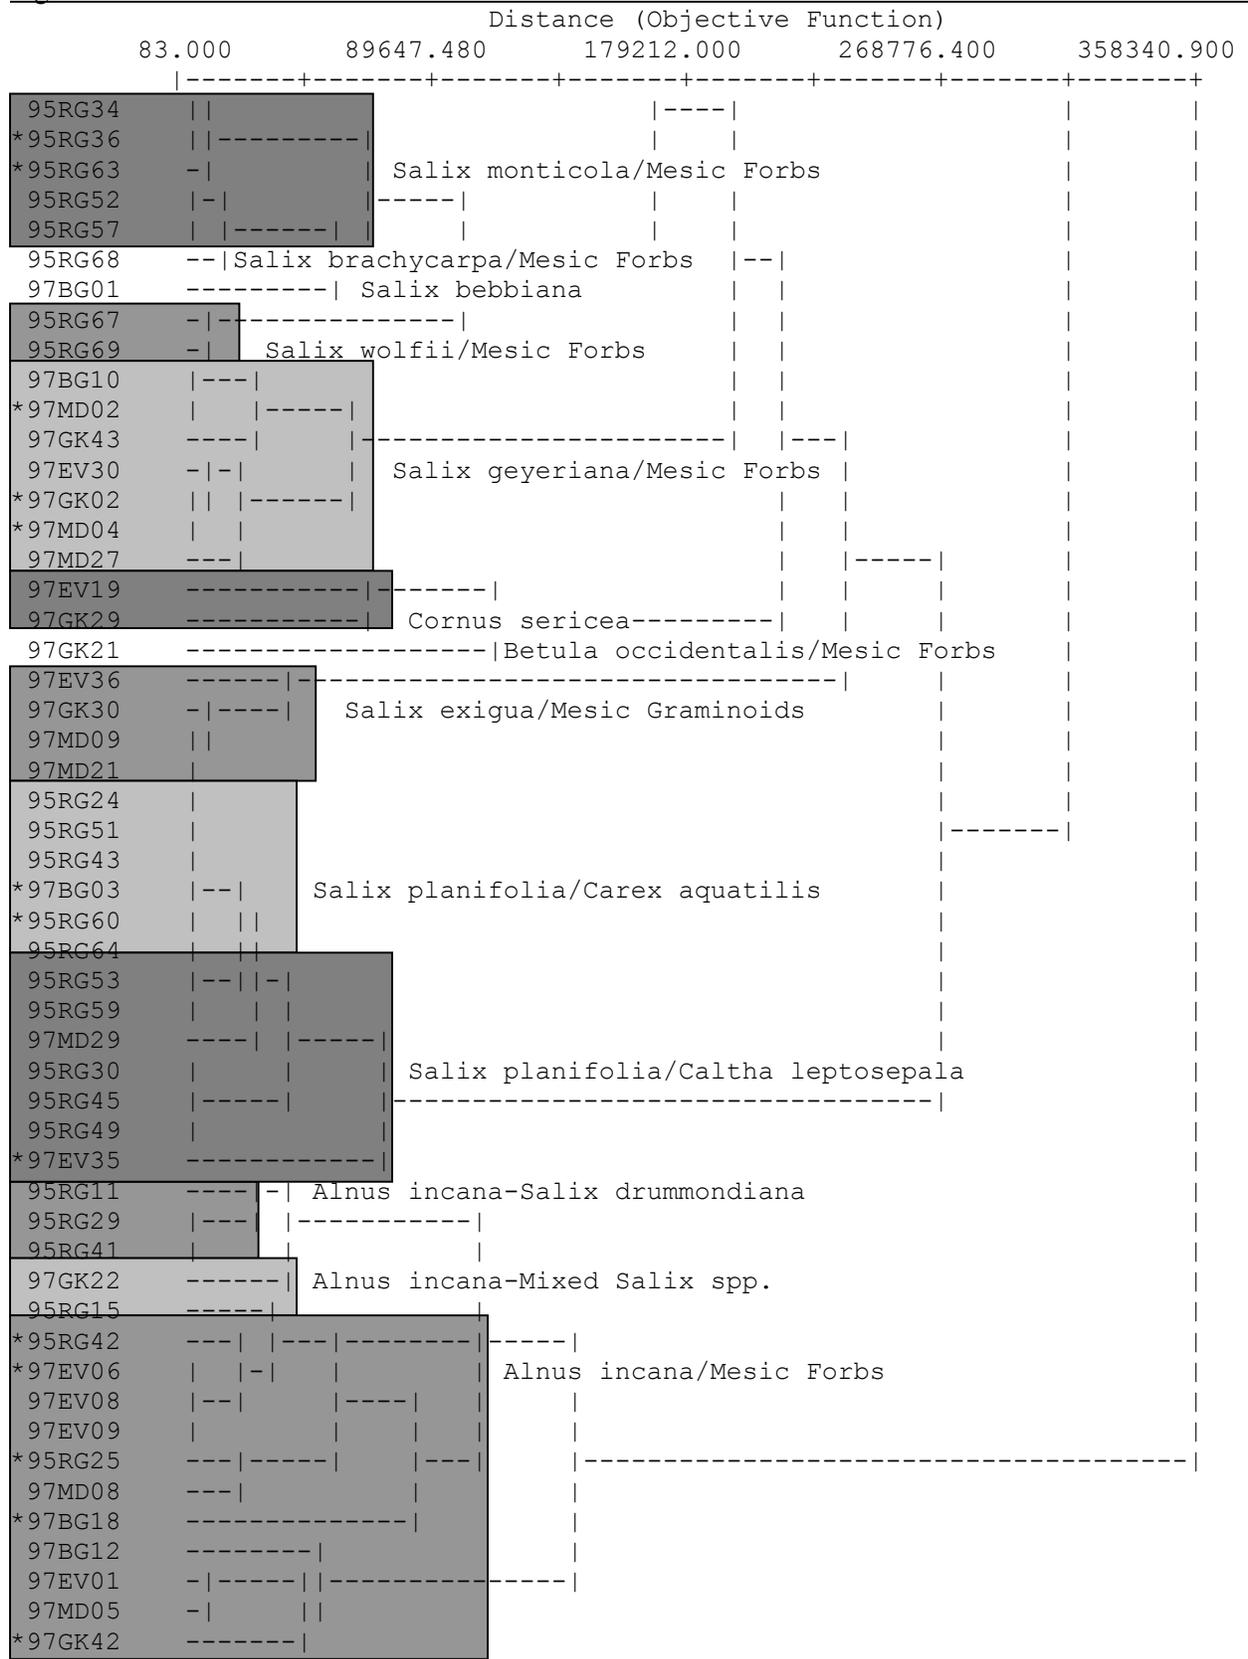 Distance (Objective Function)
83.000 89647.480 179212.000 268776.400 358340.900
|-------+-------+-------+-------+-------+-------+-------+-------+
95RG34 || |----| | |
*95RG36 ||---------| | | | |
*95RG63 -| | Salix monticola/Mesic Forbs | |
95RG52 |-| |-----| | | | |
95RG57 | |------| | | | | | |
95RG68 --|Salix brachycarpa/Mesic Forbs |--| | |
97BG01 ---------| Salix bebbiana | | | |
95RG67 -|---------------| | | | |
95RG69 -| Salix wolfii/Mesic Forbs | | | |
97BG10 |---| | | | |
*97MD02 | |-----| | | | |
97GK43 ----| |-----------------------| |---| | |
97EV30 -|-| | Salix geyeriana/Mesic Forbs | | |
*97GK02 || |------| | | | |
*97MD04 | | | | | |
97MD27 ---| | |-----| | |
97EV19 -----------|-------| | | | | |
97GK29 -----------| Cornus sericea---------| | | | |
97GK21 -------------------|Betula occidentalis/Mesic Forbs | |
97EV36 ------|----------------------------------| | | |
97GK30 -|----| Salix exigua/Mesic Graminoids | | |
97MD09 || | | |
97MD21 | | | |
95RG24 | | | |
95RG51 | |-------| |
95RG43 | | |
*97BG03 |--| Salix planifolia/Carex aquatilis | |
*95RG60 | || | |
95RG64 | || | |
95RG53 |--||-| | |
95RG59 | | | | |
97MD29 ----| |-----| | |
95RG30 | | | Salix planifolia/Caltha leptosepala |
95RG45 |-----| |----------------------------------| |
95RG49 | | |
*97EV35 ------------| |
95RG11 ----|-| Alnus incana-Salix drummondiana |
95RG29 |---| |-----------| |
95RG41 | | | |
97GK22 ------| Alnus incana-Mixed Salix spp. |
95RG15 -----| | |
*95RG42 ---| |---|--------|-----| |
*97EV06 | |-| | | Alnus incana/Mesic Forbs |
97EV08 |--| |----| | | |
97EV09 | | | | | |
*95RG25 ---|-----| |---| |--------------------------------------|
97MD08 ---| | |
*97BG18 --------------| |
97BG12 --------| |
97EV01 -|-----||---------------|
97MD05 -| ||
*97GK42 -------|